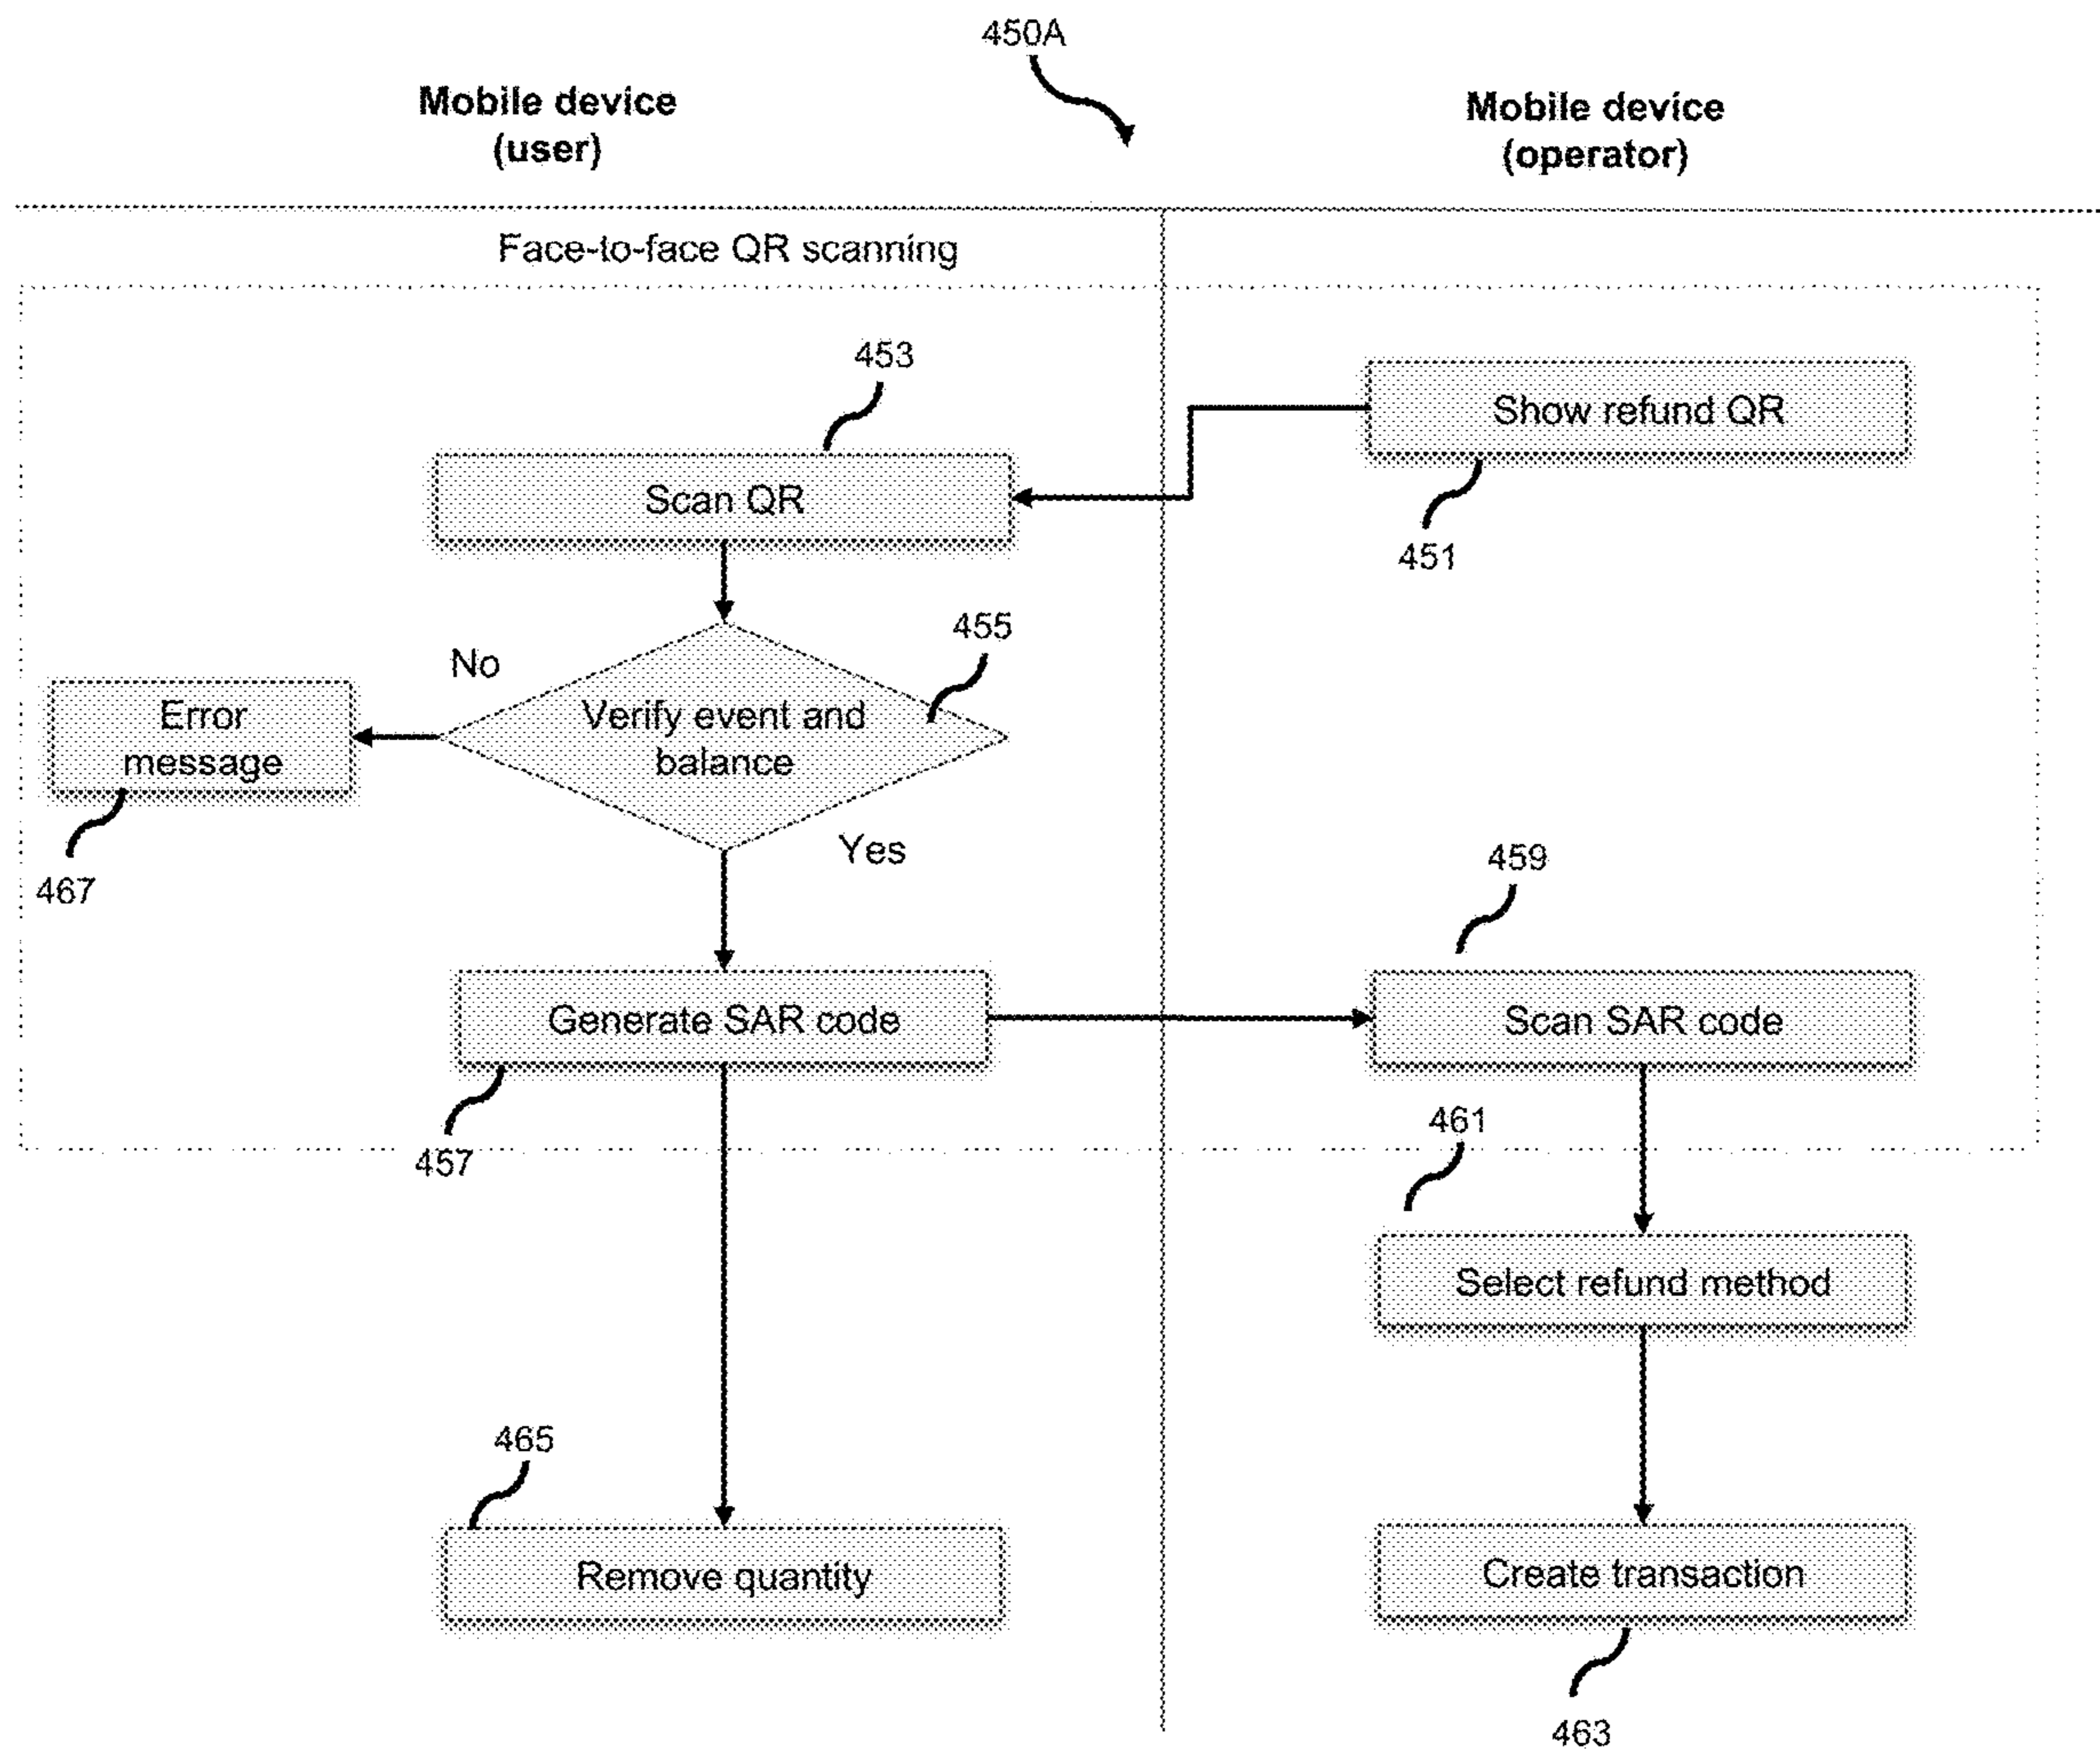 450A
Mobile device
(user)
Mobile device
(operator)
Face-to-face QR scanning
453
Show refund QR
Scan QR
451
455
No
Verify event and
balance
Error
message
Yes
467
459
Generate SAR code
Scan SAR code
461
457
Select refund method
465
Remove quantity
Create transaction
463